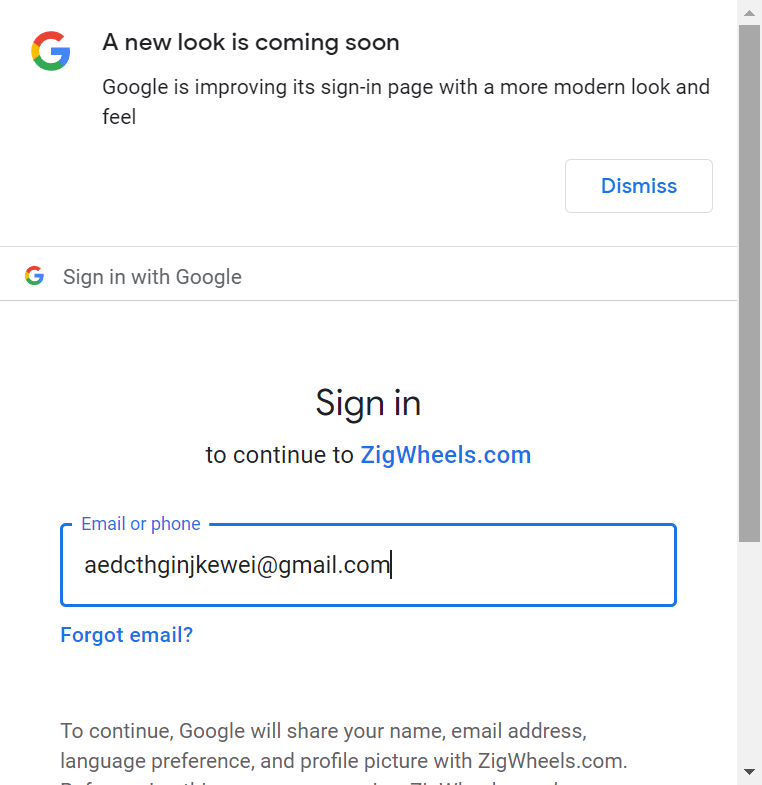 A new look is coming soon
Google is improving its sign-in page with a more modern look and
feel
Dismiss
Sign in with Google
Sign in
to continue to ZigWheels.com
Email or phone
aedcthginjkewei@gmail.com
Forgot email?
To continue, Google will share your name, email address,
language preference, and profile picture with ZigWheels.com.